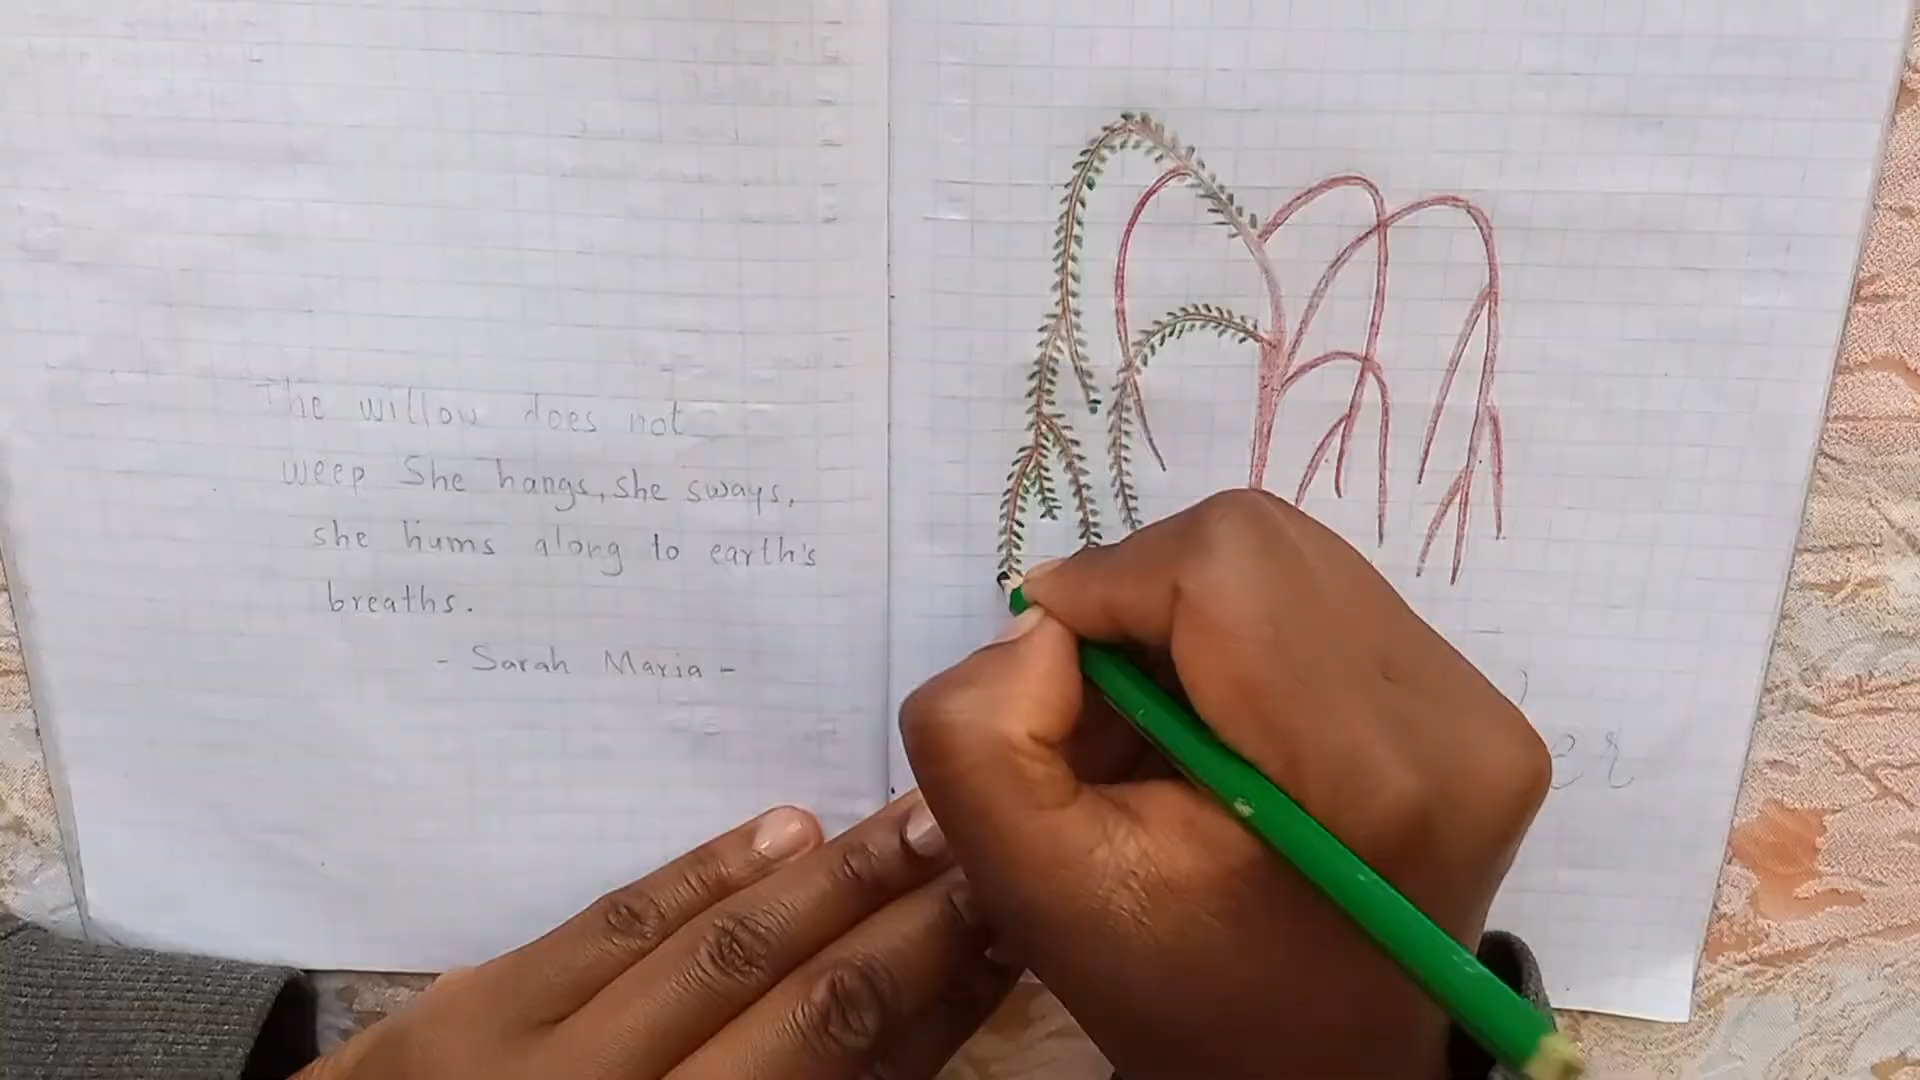 The willow does not
weep She hangs, she sways,
she hums along to earth's
breaths.
- Sarah Maria -